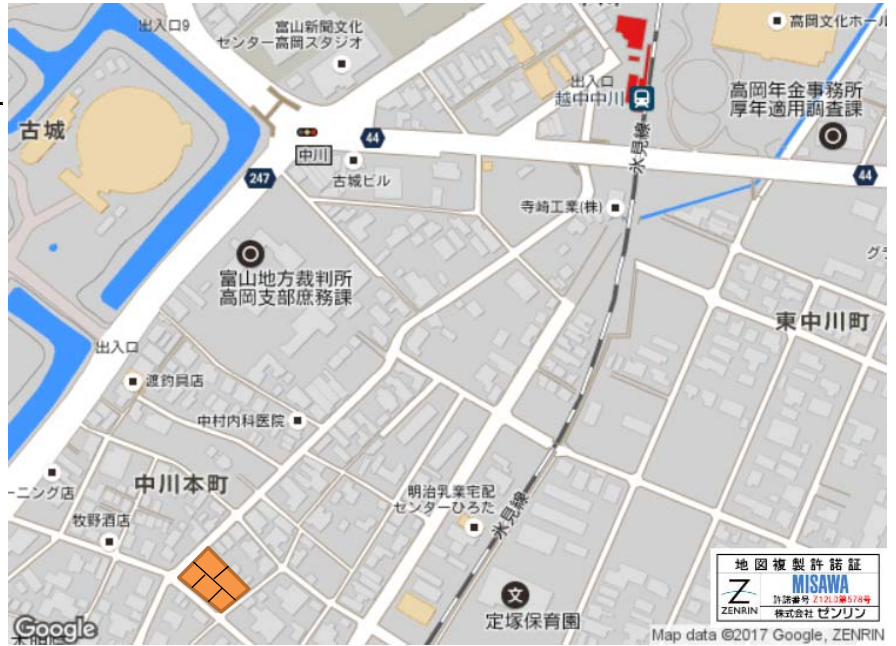 出入口9
富山新聞文化
センター高岡スタジオ
高岡文化ホール
出入口
越中中川
高岡年金事務所
厚年適用調査課
古城
44
中川
古城ビル
247
氷見線
44
寺崎工業(株)
富山地方裁判所
高岡支部庶務課
グラ
東中川町
出入口
渡釣具店
中村内科医院
ーニング店
中川本町
牧野酒店
明治乳業宅配
センターひろた
氷見線
文
定塚保育園
地図複製許諾証
Z
ZENRIN
MISAWA
許諾番号 Z12LD第578号
株式会社 ゼンリン
Google
Map data ©2017 Google, ZENRIN